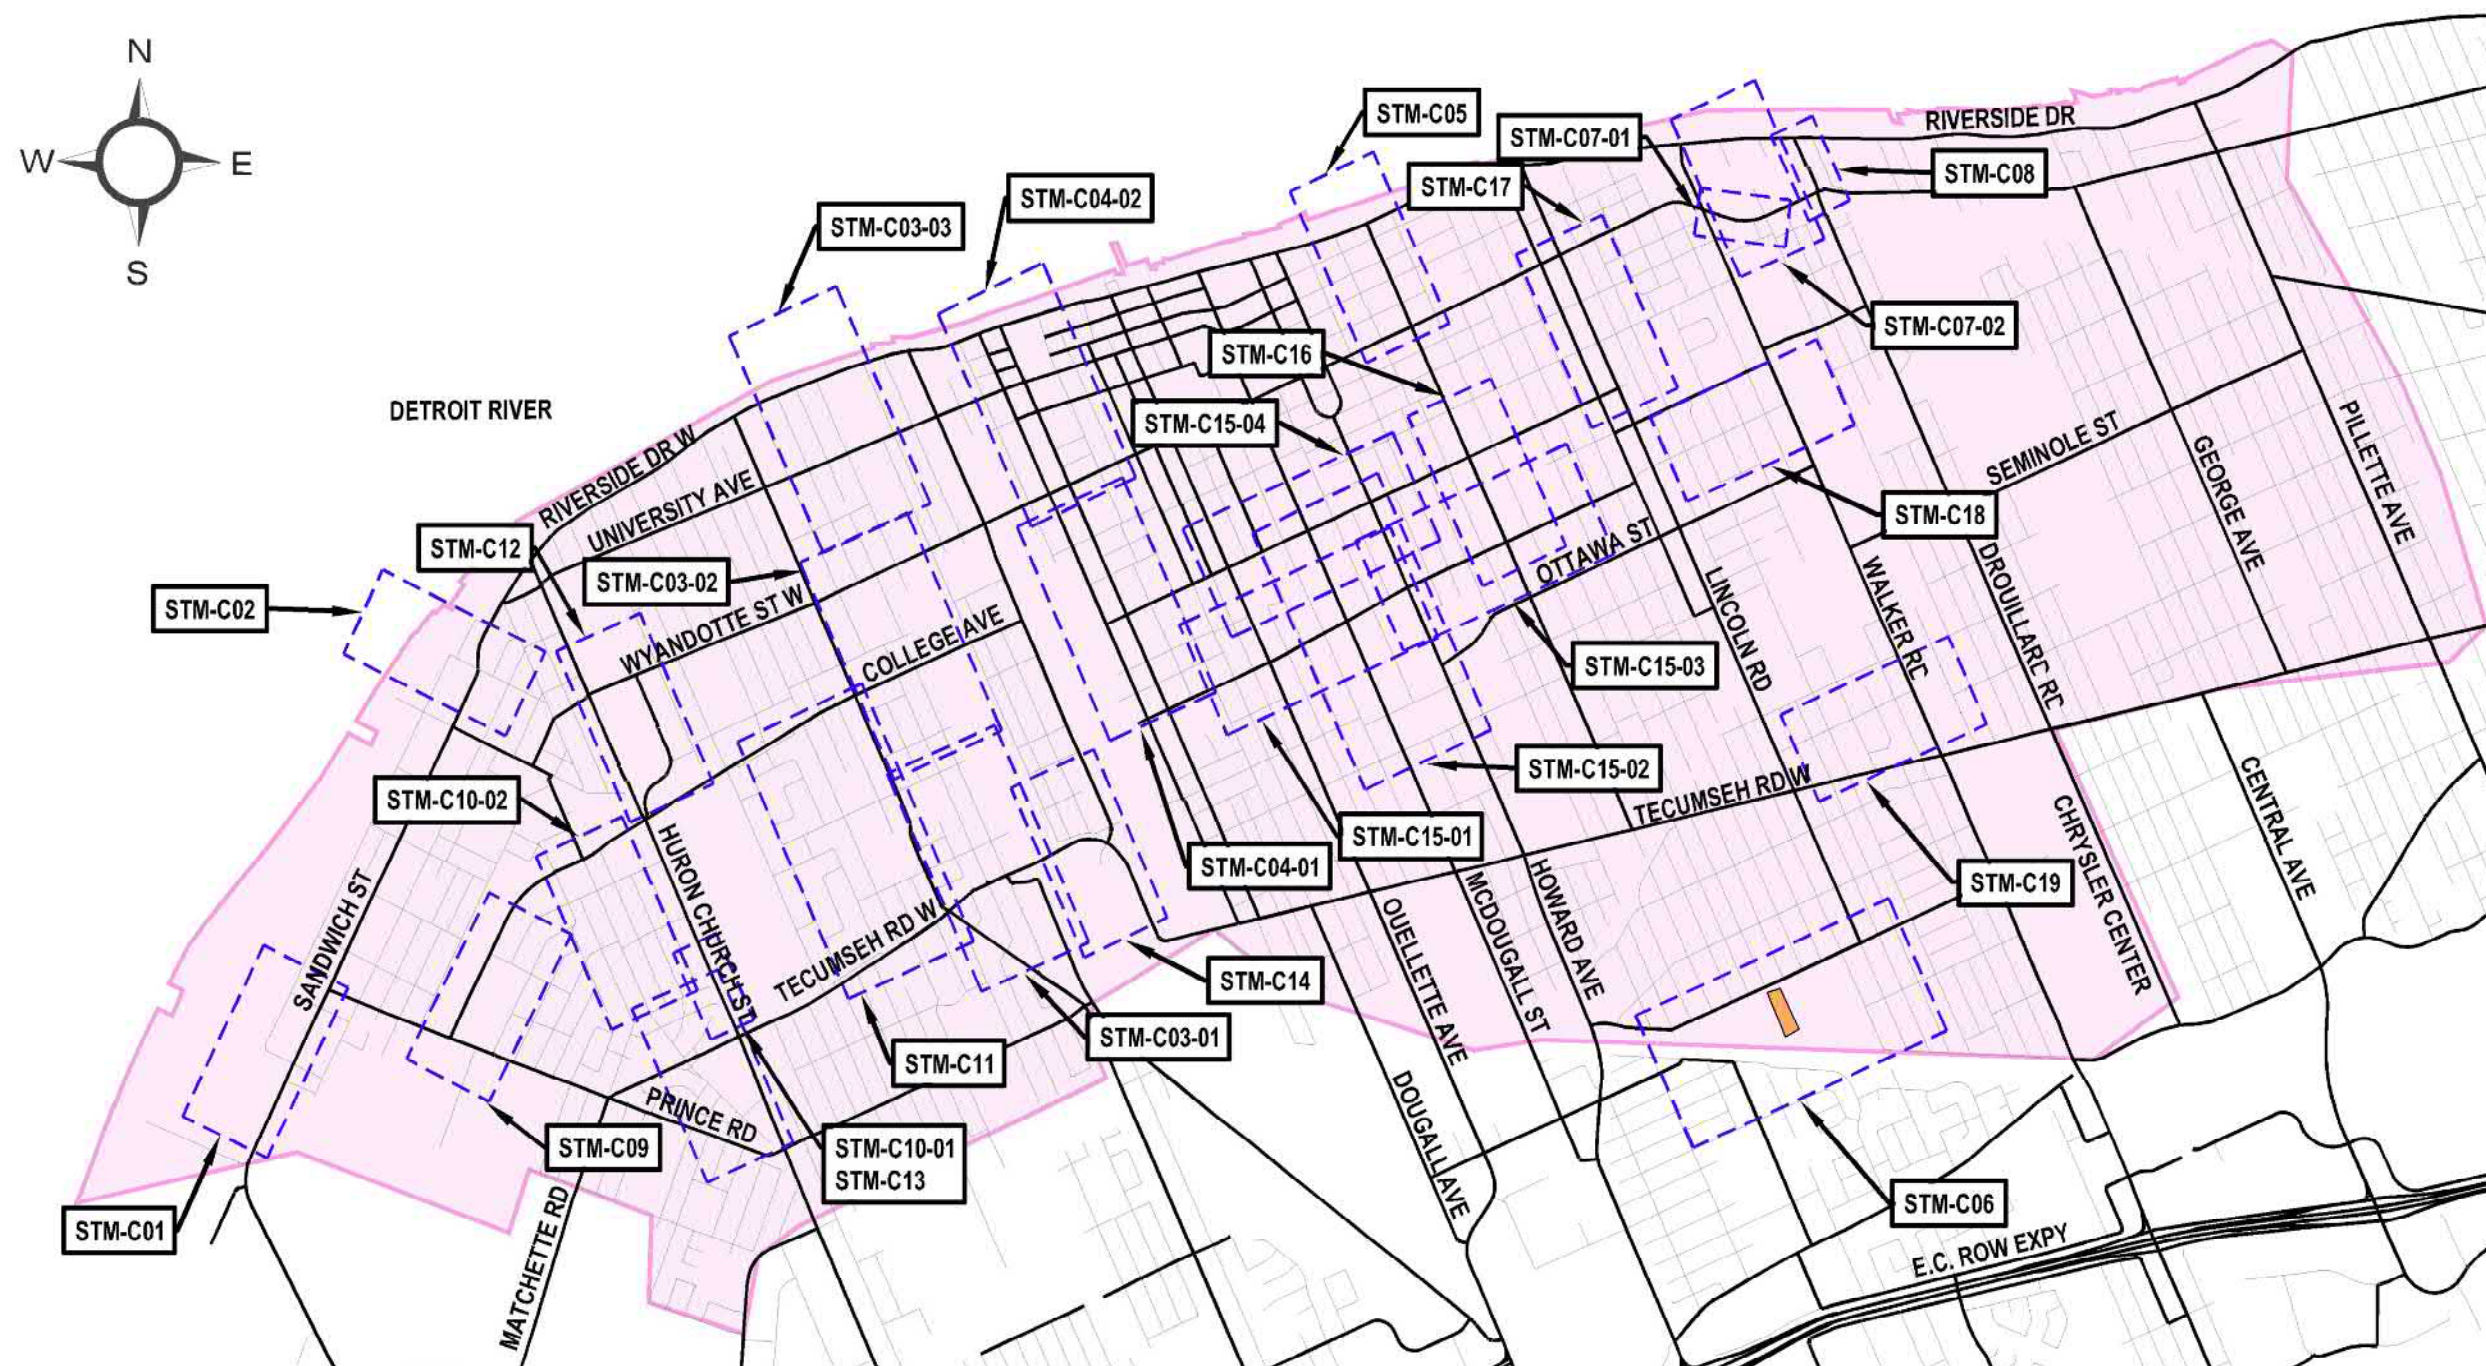 N
W
E
S
STM-C05
STM-C07-01
RIVERSIDE DR
STM-C17
STM-C08
STM-C04-02
STM-C03-03
STM-C07-02
STM-C16
DETROIT RIVER
STM-C15-04
RIVERSIDE DR W
UNIVERSITY AVE
SEMINOLE ST
GEORGE AVE
PILLETTE AVE
STM-C18
STM-C12
STM-C03-02
STM-C02
WYANDOTTE ST W
COLLEGE AVE
OTTAWA ST
LINCOLN RD
WALKER RD
DROUILLARD RD
STM-C15-03
STM-C15-02
TECUMSEH RD W
CENTRAL AVE
STM-C10-02
STM-C15-01
STM-C04-01
STM-C19
CHRYSLER CENTER
HURON CHURCH ST
SANDWICH ST
TECUMSEH RD W
OUELLETTE AVE
MCDOUGALL ST
HOWARD AVE
STM-C14
STM-C03-01
STM-C11
DOUGALL AVE
PRINCE RD
STM-C09
STM-C10-01
STM-C13
STM-C01
STM-C06
MATCHETTE RD
E.C. ROW EXPY